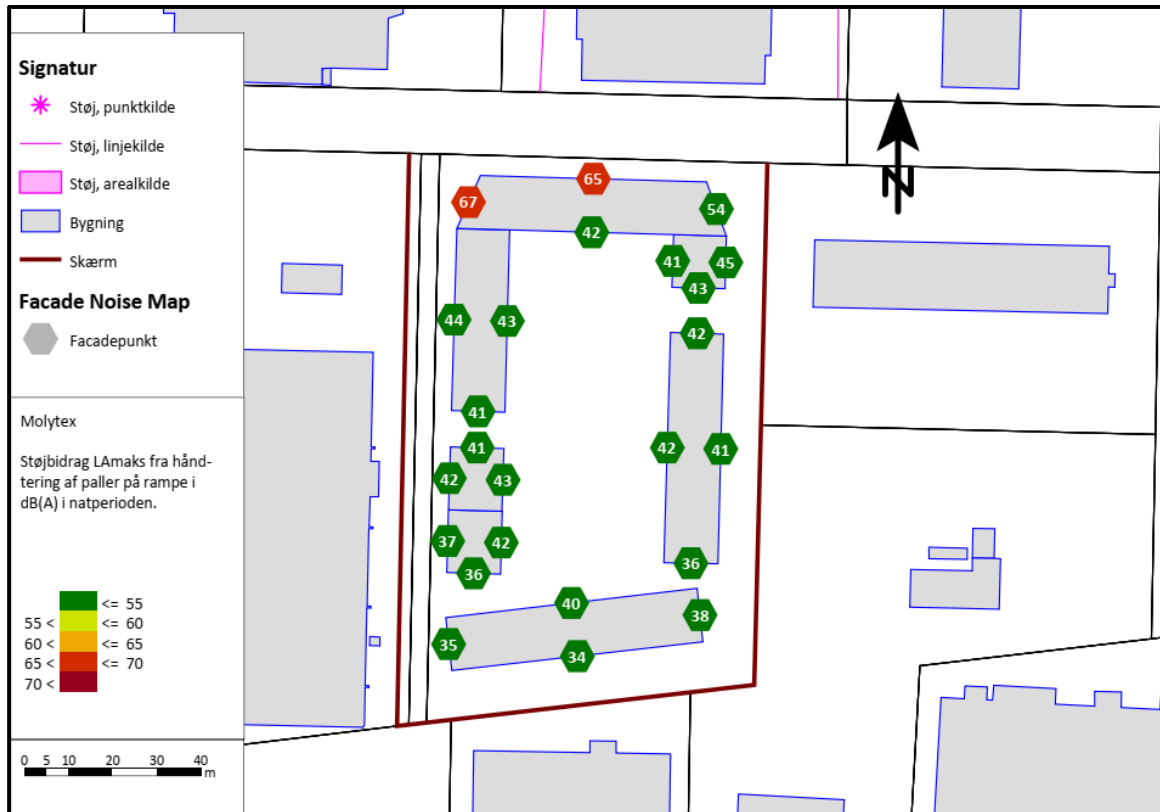 Signatur
Støj, punktkilde
Støj, linjekilde
Støj, arealkilde
Bygning
Skærm
Facade Noise Map
Facadepunkt
Molytex
Støjbidrag LAmaks fra hånd-
tering af paller på rampe i
dB(A) i natperioden.
<= 55
55 < <= 60
60 < <= 65
65 < <= 70
70 <
0 5 10 20 30 40
m
N
65
67
54
42
41 45
43
44 43
42
41
41
42 41
42 43
37 42
36
36
40
38
35
34